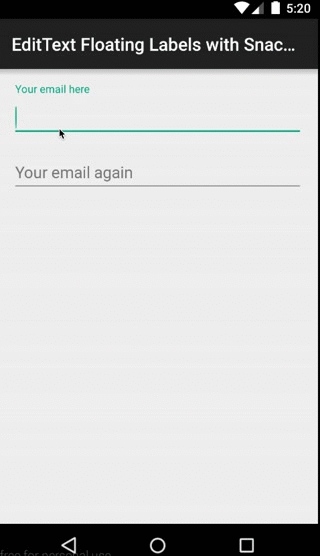 5:20
EditText Floating Labels with Snac...
Your email here
Your email again
free for personal use